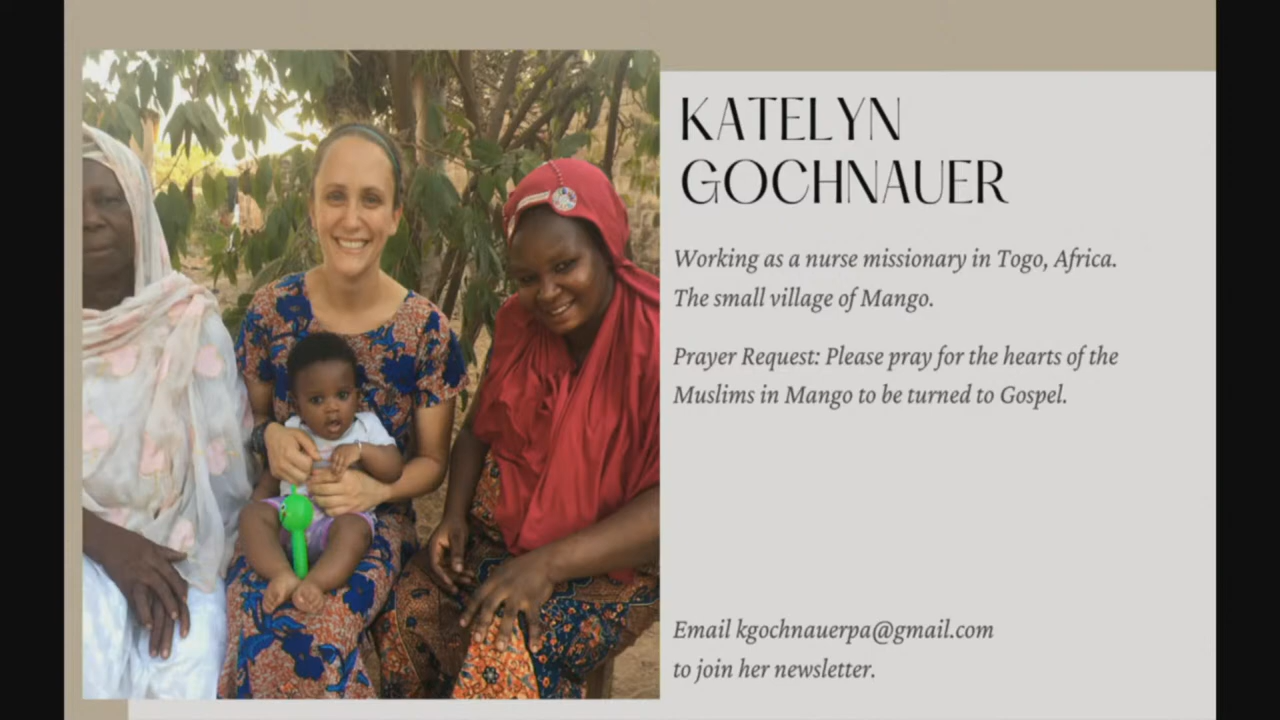 KATELYN
GOCHNAUER
Working as a nurse missionary in Togo, Africa.
The small village of Mango.
Prayer Request: Please pray for the hearts of the
Muslims in Mango to be turned to Gospel.
Email kgochnauerpa@gmail.com
to join her newsletter.